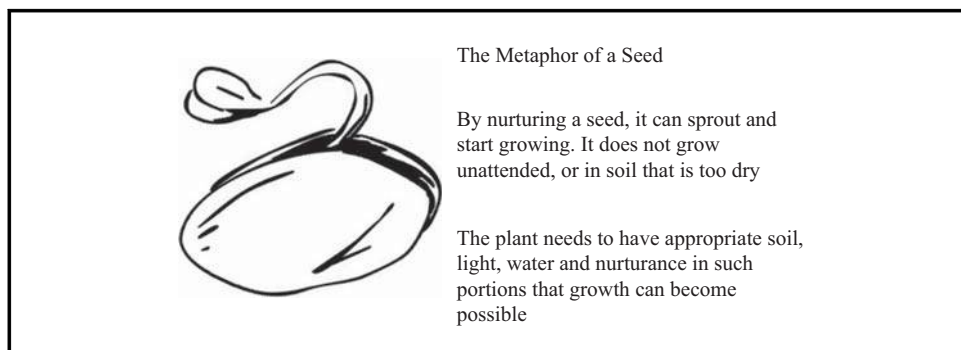 The Metaphor of a Seed
By nurturing a seed, it can sprout and
start growing. It does not grow
unattended, or in soil that is too dry
The plant needs to have appropriate soil,
light, water and nurturance in such
portions that growth can become
possible